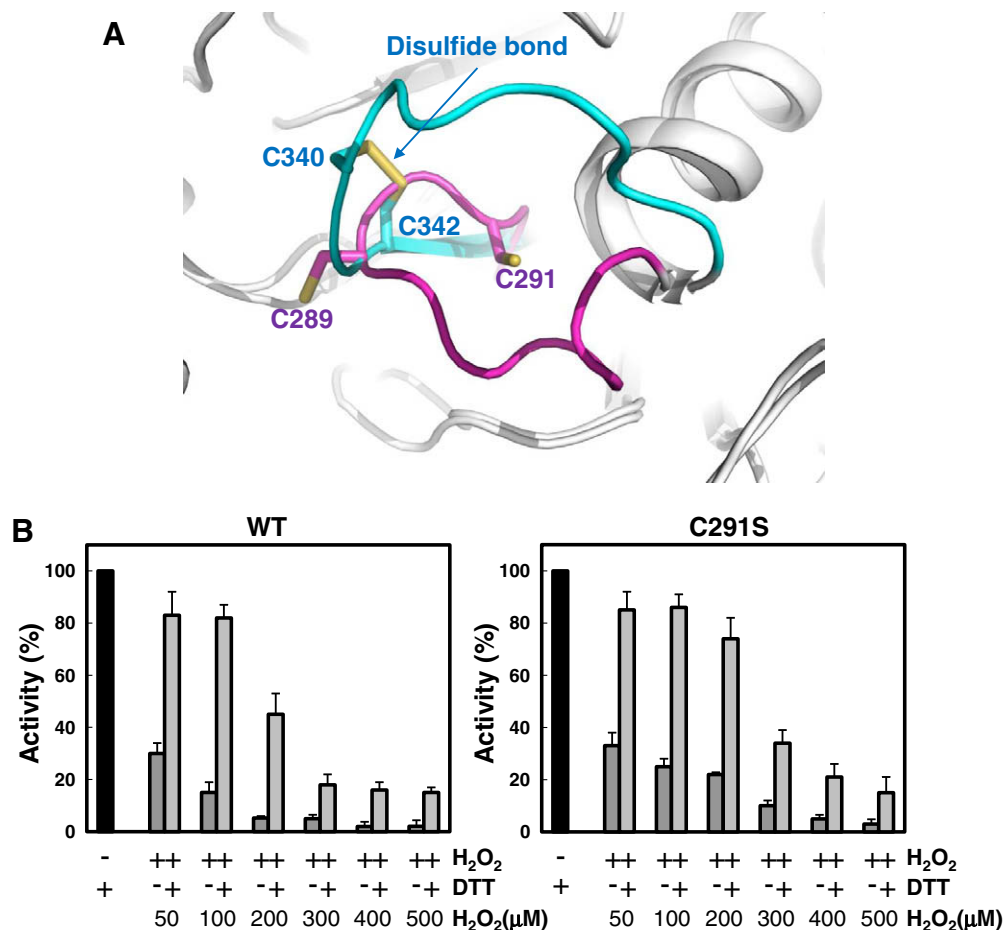 A
Disulfide bond
C340
C342
C291
C289
B
WT
C291S
Activity (%)
100
80
60
40
20
0
- ++ ++ ++ ++ ++ ++
+ -+ -+ -+ -+ -+ -+
50 100 200 300 400 500
Activity (%)
100
80
60
40
20
0
- ++ ++ ++ ++ ++ ++
+ -+ -+ -+ -+ -+ -+
50 100 200 300 400 500
H₂O₂
DTT
H₂O₂(μM)
H₂O₂
DTT
H₂O₂(μM)